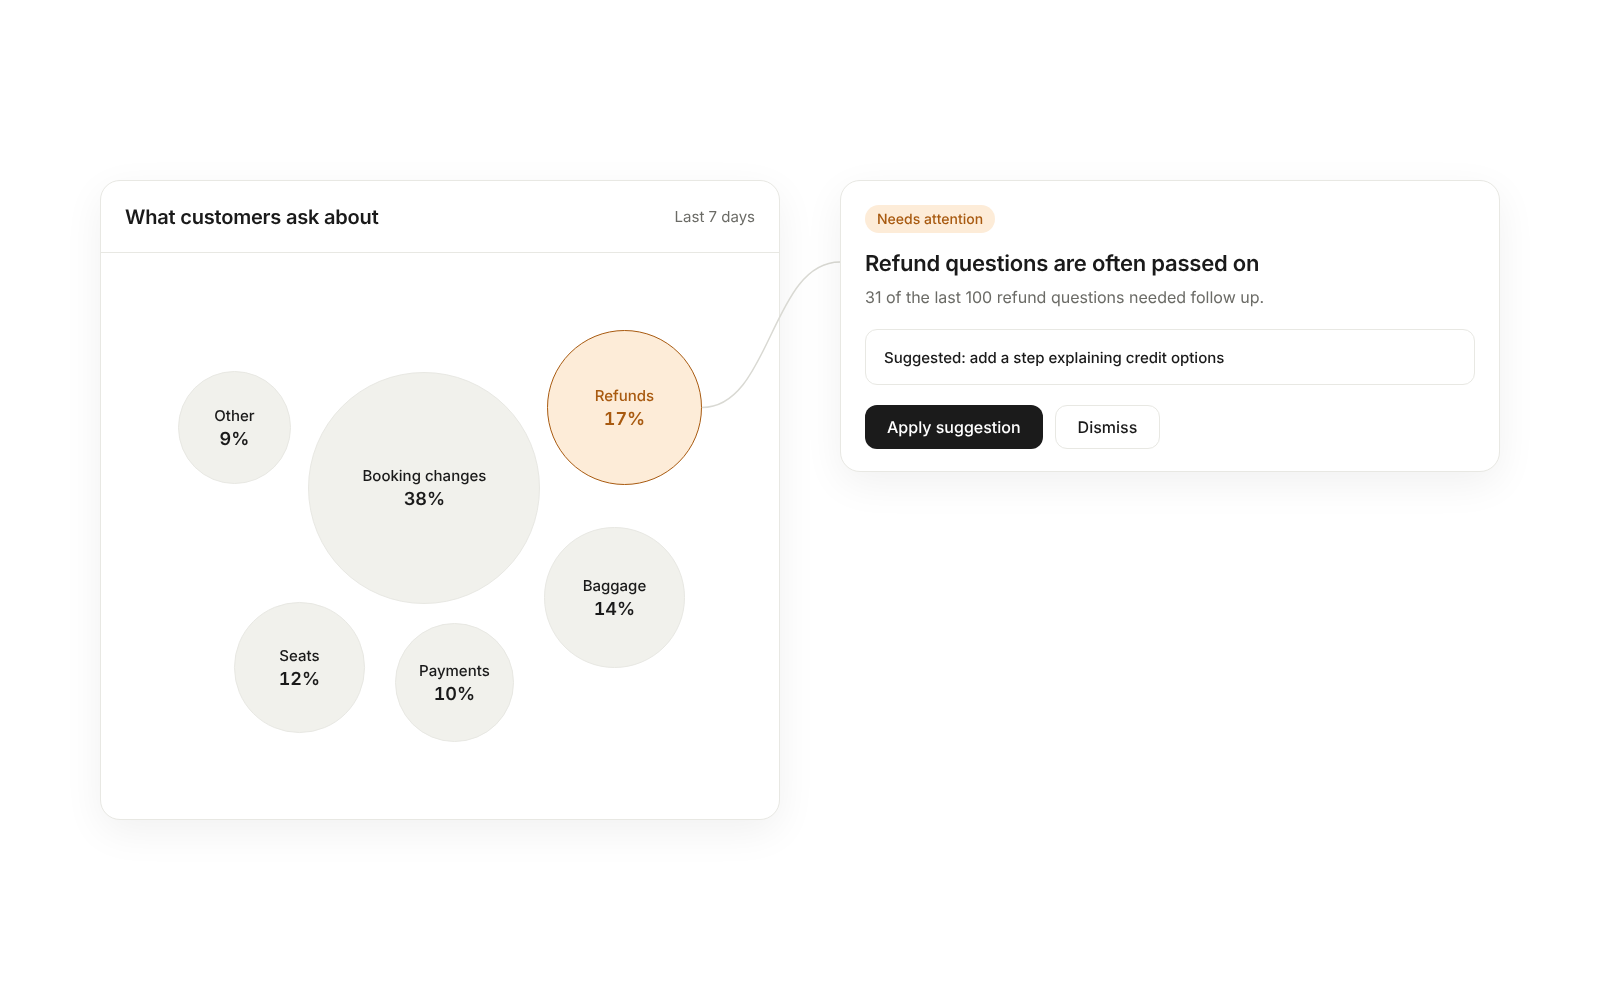 What customers ask about
Last 7 days
Other
9%
Booking changes
38%
Refunds
17%
Baggage
14%
Seats
12%
Payments
10%
Needs attention
Refund questions are often passed on
31 of the last 100 refund questions needed follow up.
Suggested: add a step explaining credit options
Apply suggestion
Dismiss